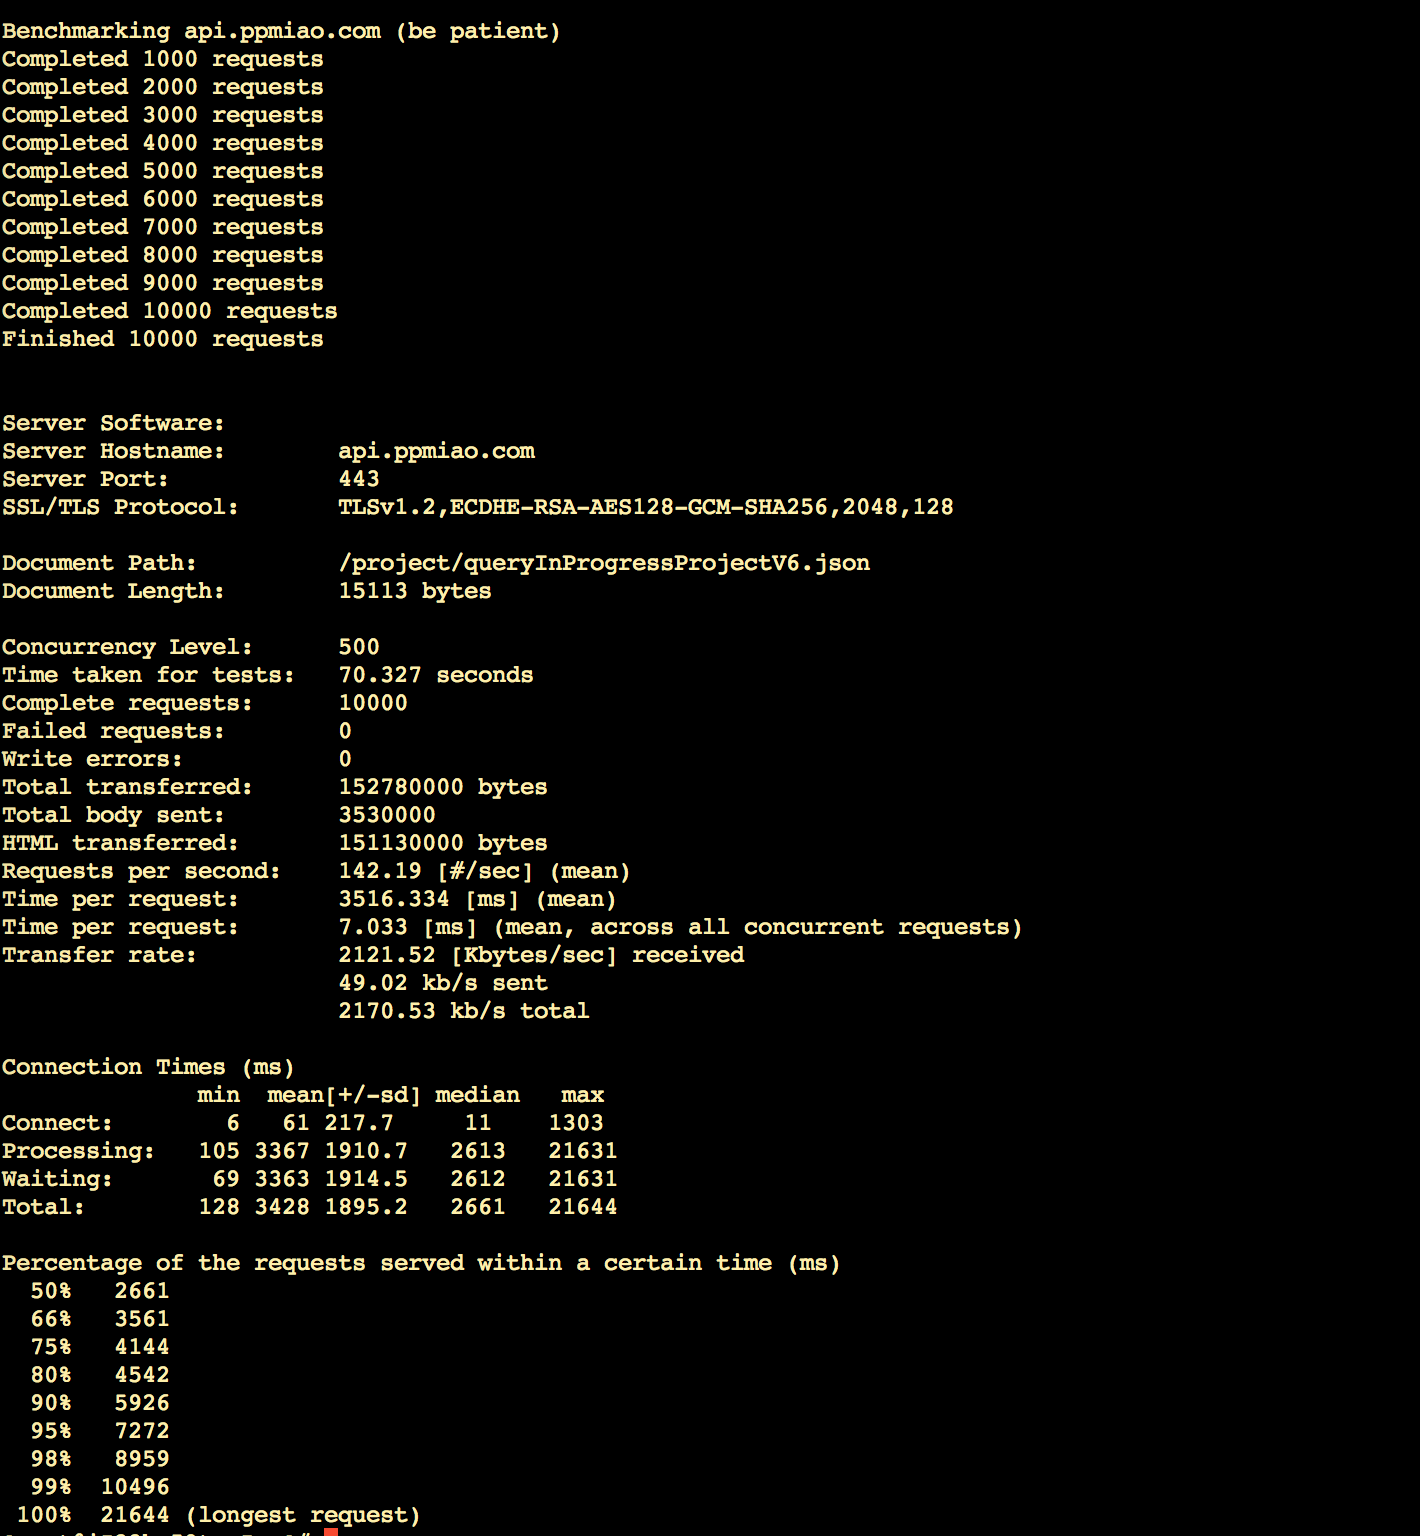 Benchmarking api.ppmiao.com (be patient)
Completed 1000 requests
Completed 2000 requests
Completed 3000 requests
Completed 4000 requests
Completed 5000 requests
Completed 6000 requests
Completed 7000 requests
Completed 8000 requests
Completed 9000 requests
Completed 10000 requests
Finished 10000 requests
Server Software:
Server Hostname: api.ppmiao.com
Server Port: 443
SSL/TLS Protocol: TLSv1.2,ECDHE-RSA-AES128-GCM-SHA256,2048,128
Document Path: /project/queryInProgressProjectV6.json
Document Length: 15113 bytes
Concurrency Level: 500
Time taken for tests: 70.327 seconds
Complete requests: 10000
Failed requests: 0
Write errors: 0
Total transferred: 152780000 bytes
Total body sent: 3530000
HTML transferred: 151130000 bytes
Requests per second: 142.19 [#/sec] (mean)
Time per request: 3516.334 [ms] (mean)
Time per request: 7.033 [ms] (mean, across all concurrent requests)
Transfer rate: 2121.52 [Kbytes/sec] received
49.02 kb/s sent
2170.53 kb/s total
Connection Times (ms)
min mean[+/-sd] median max
Connect: 6 61 217.7 11 1303
Processing: 105 3367 1910.7 2613 21631
Waiting: 69 3363 1914.5 2612 21631
Total: 128 3428 1895.2 2661 21644
Percentage of the requests served within a certain time (ms)
50% 2661
66% 3561
75% 4144
80% 4542
90% 5926
95% 7272
98% 8959
99% 10496
100% 21644 (longest request)